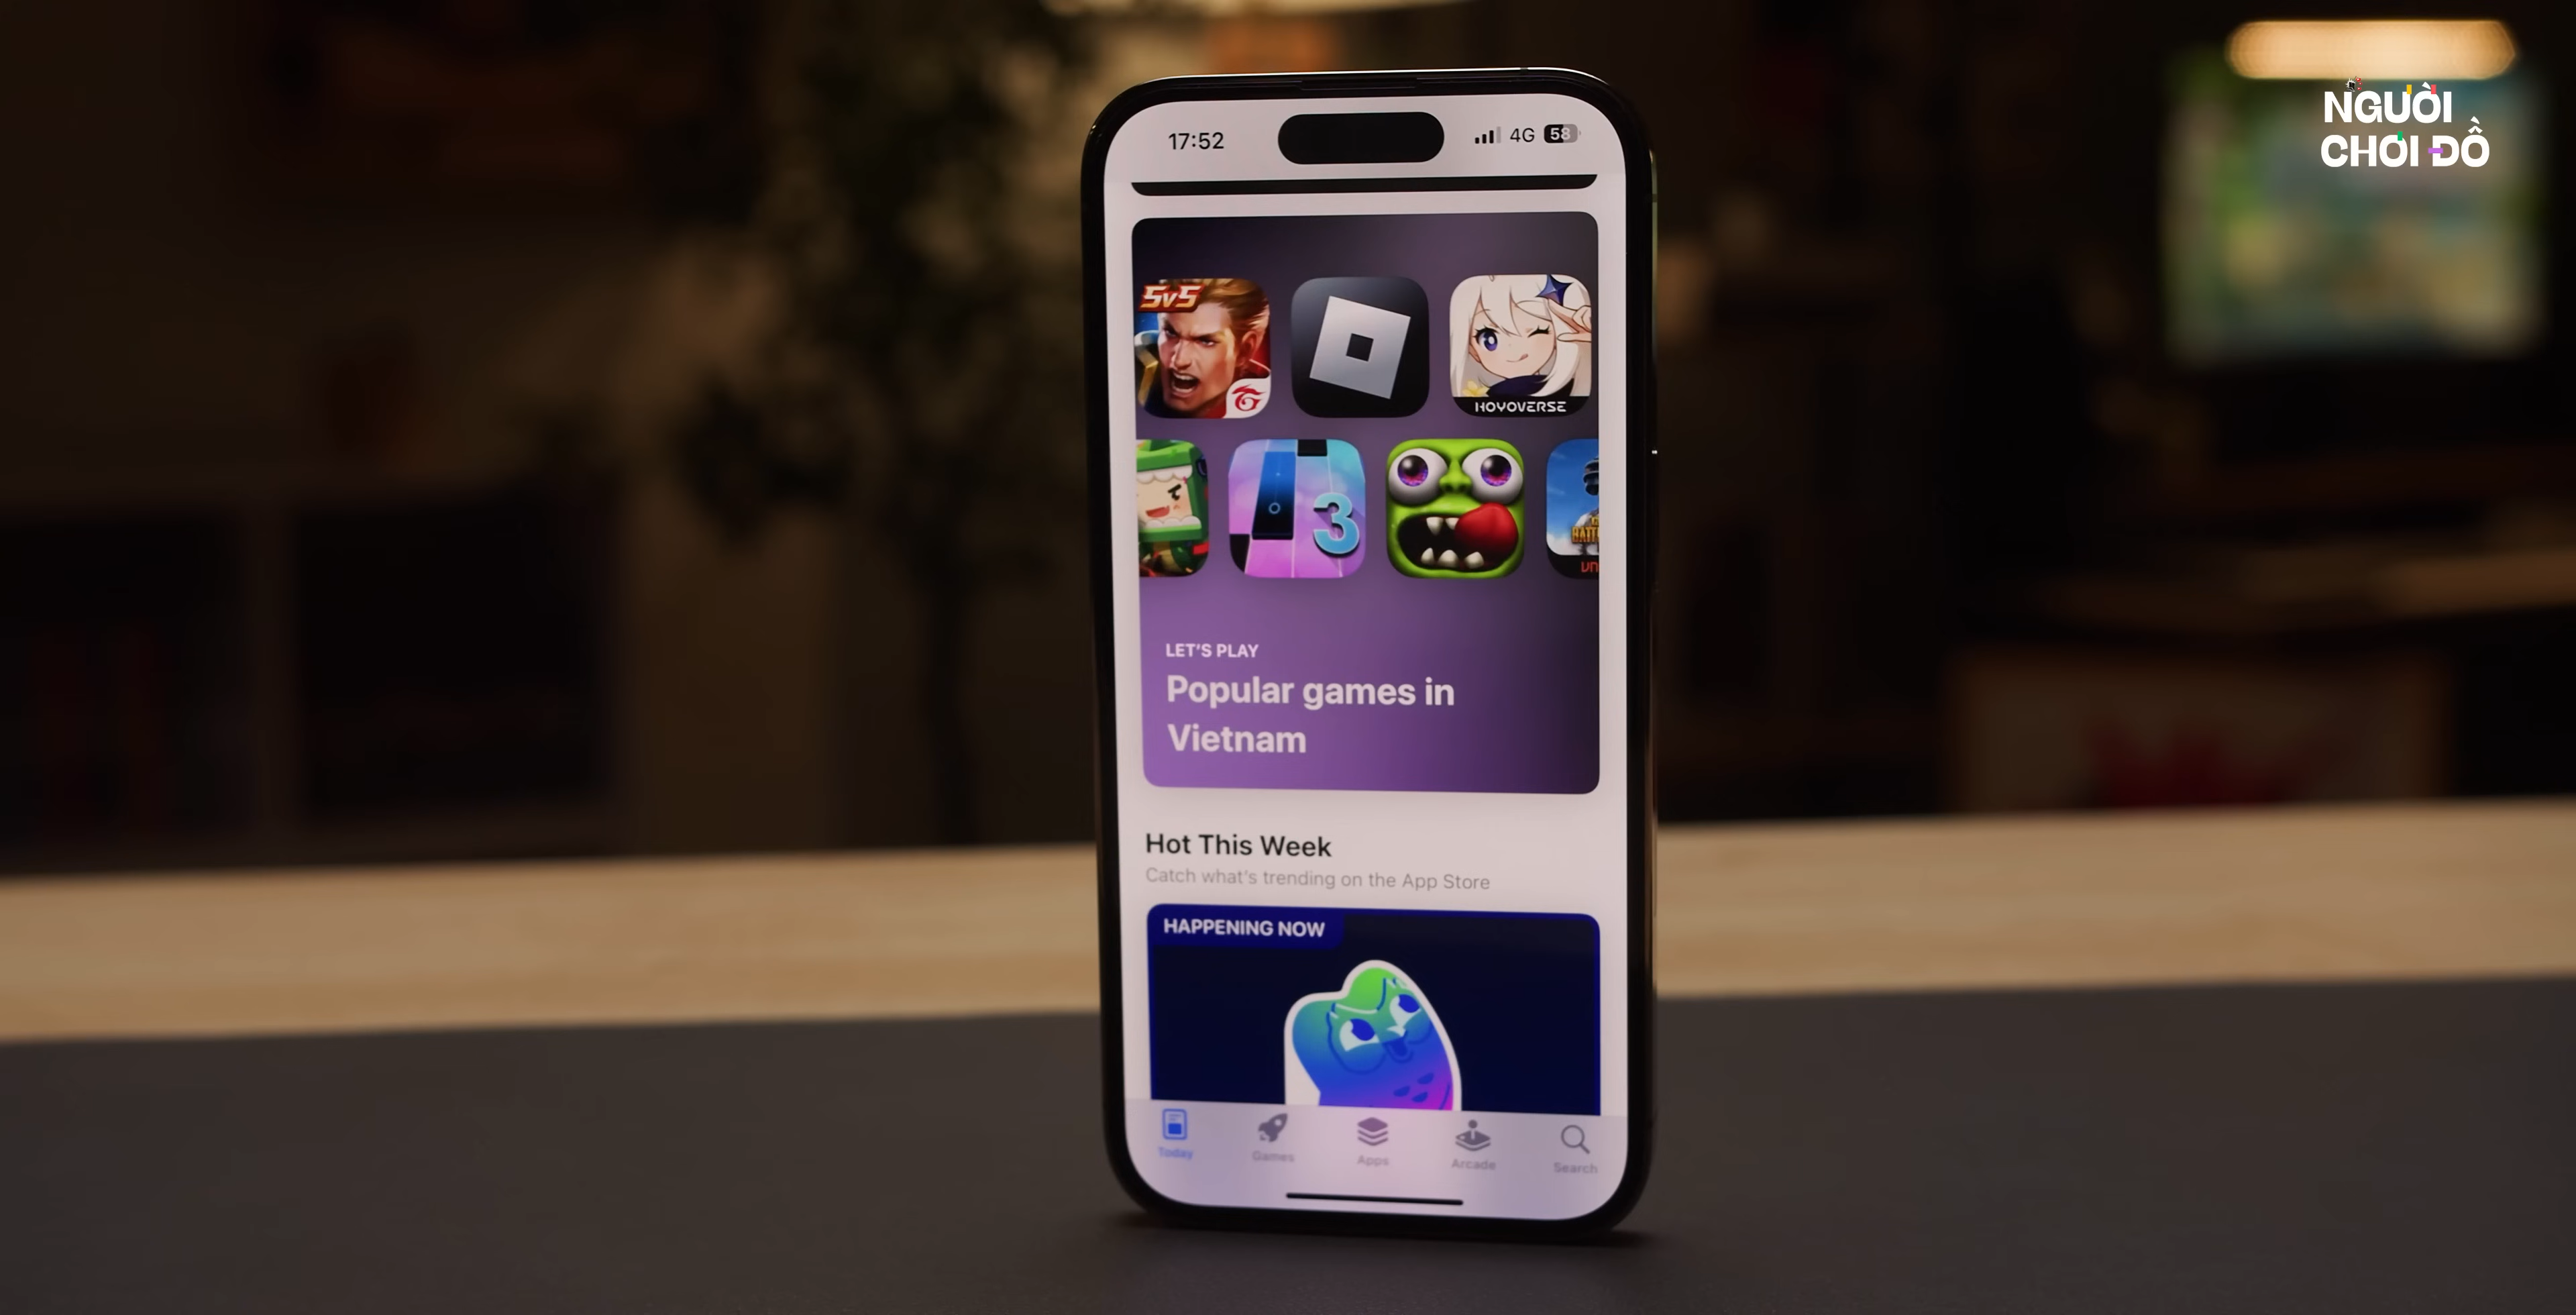 NGƯỜI
CHƠI ĐỒ
17:52
4G
58
5v5
HOYOVERSE
3
LET'S PLAY
Popular games in
Vietnam
Hot This Week
Catch what's trending on the App Store
HAPPENING NOW
Today
Games
Apps
Arcade
Search